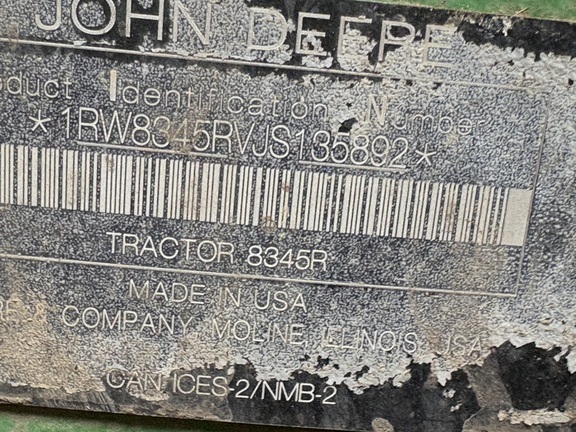 JOHN DEERE
Product Identification Number
*1RW8345RVJS135892*
TRACTOR 8345R
MADE IN USA
& COMPANY, MOLINE, ILLINOIS, USA
CAN ICES-2/NMB-2